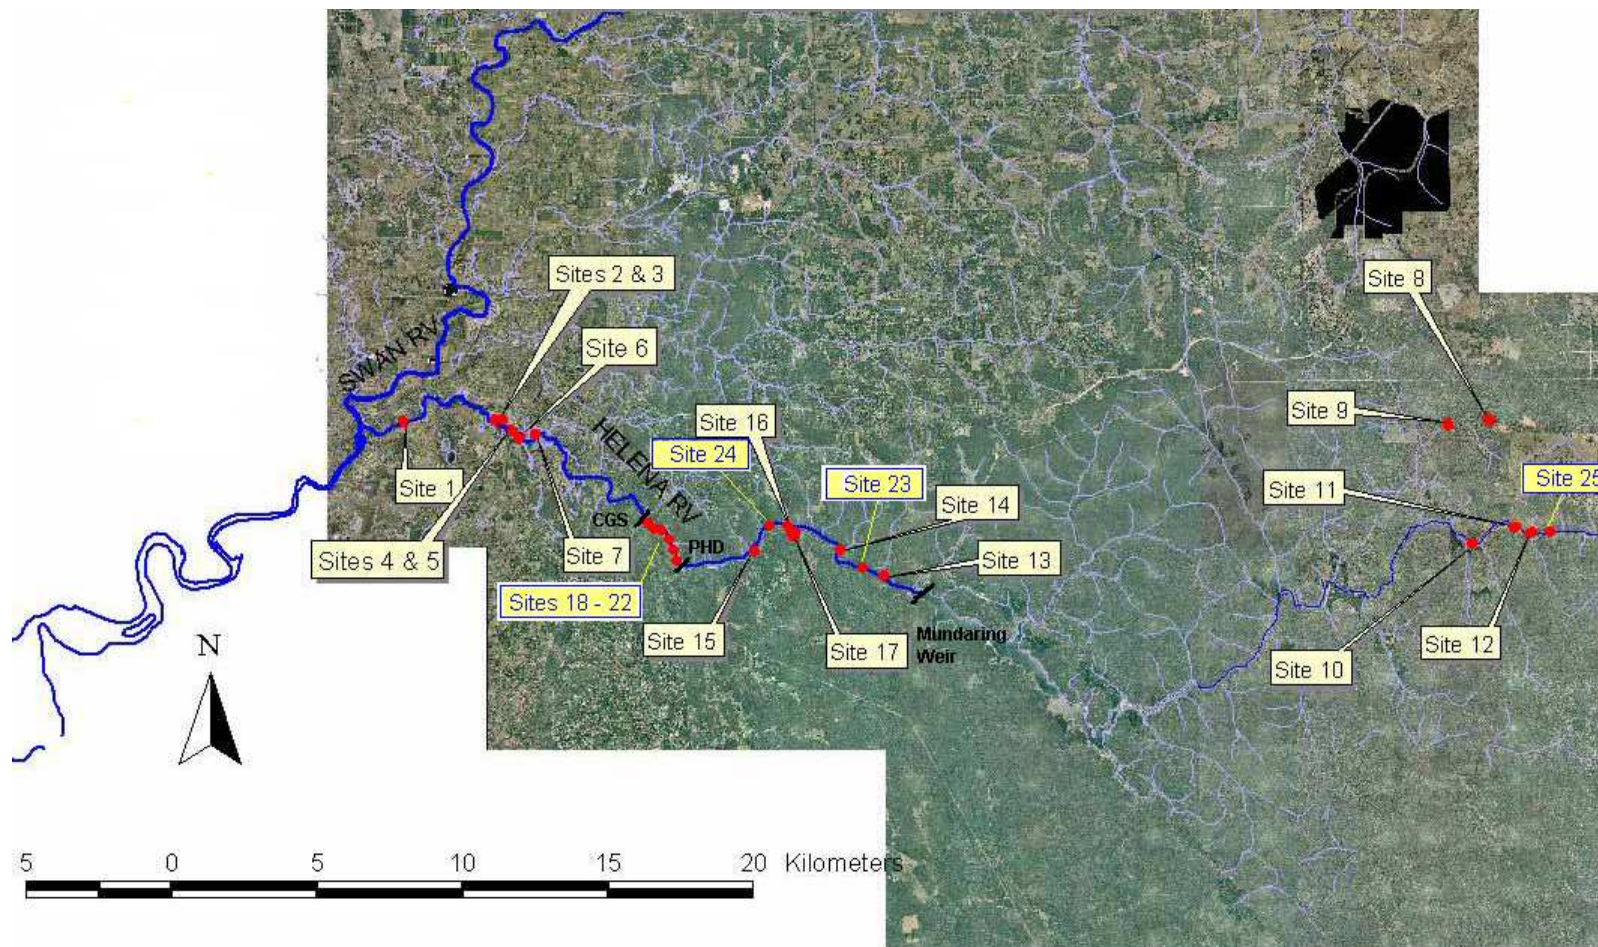 Site 8
Sites 2 & 3
SWAN RV
Site 6
Site 9
Site 16
HELENA RV
Site 24
Site 23
Site 1
Site 11
Site 25
Site 14
CGS
PHD
Sites 4 & 5
Site 7
Site 13
Sites 18 - 22
Site 15
Site 17
Mundaring
Weir
Site 12
Site 10
N
5 0 5 10 15 20 Kilometers